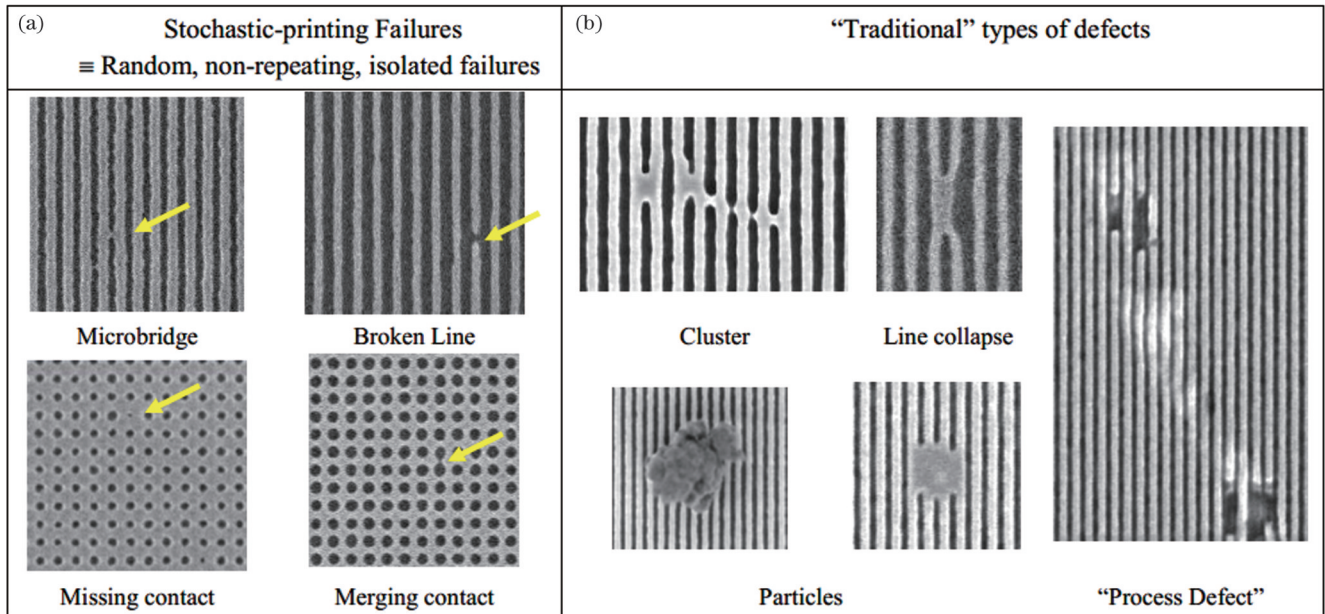 (a)
Stochastic-printing Failures
≡ Random, non-repeating, isolated failures
(b)
“Traditional” types of defects
Microbridge
Broken Line
Missing contact
Merging contact
Cluster
Line collapse
Particles
“Process Defect”